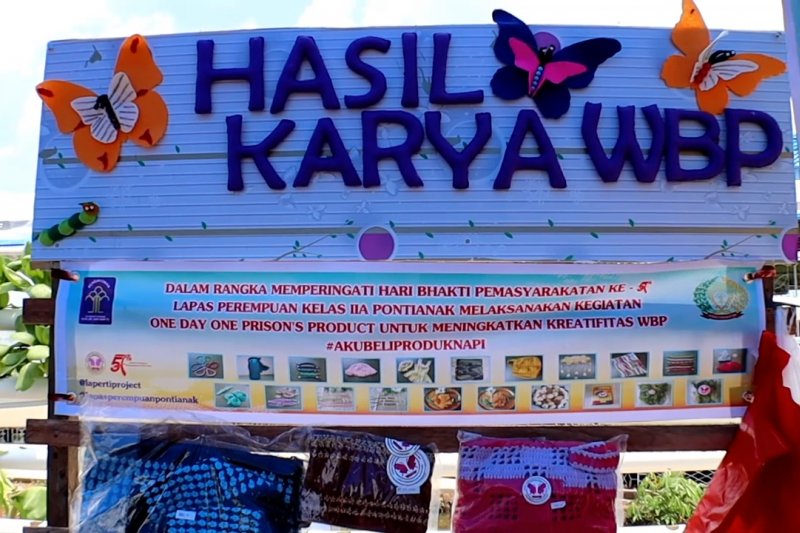 HASIL
KARYA WBP
DALAM RANGKA MEMPERINGATI HARI BHAKTI PEMASYARAKATAN KE - 57
LAPAS PEREMPUAN KELAS IIA PONTIANAK MELAKSANAKAN KEGIATAN
ONE DAY ONE PRISON'S PRODUCT UNTUK MENINGKATKAN KREATIFITAS WBP
#AKUBELIPRODUKNAPI
57
@lapertiproject
@lapasperempuanpontianak